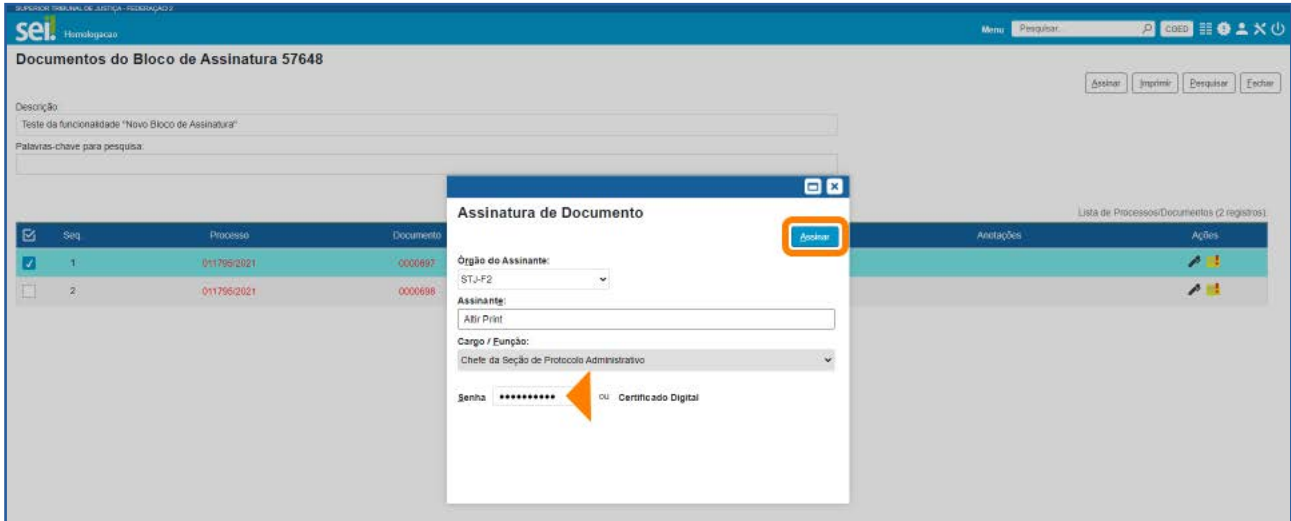 SUPERIOR TRIBUNAL DE JUSTIÇA - FEDERAÇÃO 2
sei! Homologacao
Menu Pesquisar... CGED
Documentos do Bloco de Assinatura 57648
Assinar Imprimir Pesquisar Fechar
Descrição:
Teste da funcionalidade "Novo Bloco de Assinatura"
Palavras-chave para pesquisa:
Lista de Processos/Documentos (2 registros):
Seq. Processo Documento Anotações Ações
1 011795/2021 0000697
2 011795/2021 0000698
Assinatura de Documento
Assinar
Órgão do Assinante:
STJ-F2
Assinante:
Altir Print
Cargo / Função:
Chefe da Seção de Protocolo Administrativo
Senha •••••••••• ou Certificado Digital